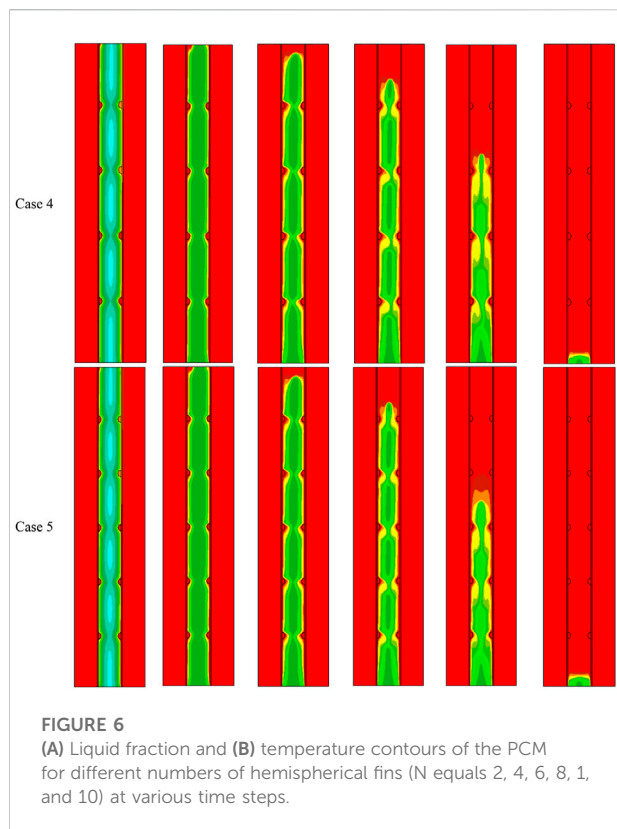 Case 4
Case 5
FIGURE 6
(A) Liquid fraction and (B) temperature contours of the PCM
for different numbers of hemispherical fins (N equals 2, 4, 6, 8, 1,
and 10) at various time steps.